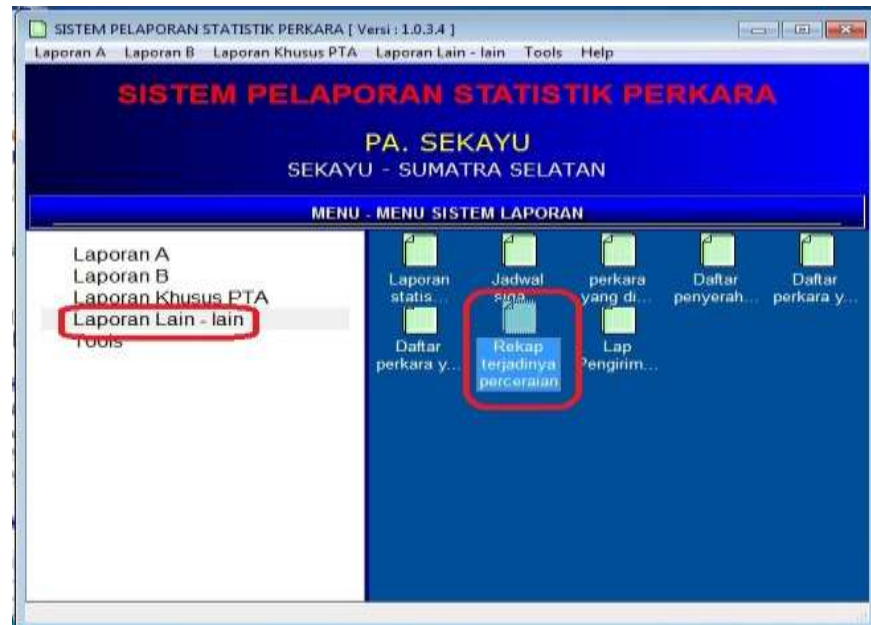 SISTEM PELAPORAN STATISTIK PERKARA [ Versi : 1.0.3.4 ]
Laporan A Laporan B Laporan Khusus PTA Laporan Lain - lain Tools Help
SISTEM PELAPORAN STATISTIK PERKARA
PA. SEKAYU
SEKAYU - SUMATRA SELATAN
MENU - MENU SISTEM LAPORAN
Laporan A
Laporan B
Laporan Khusus PTA
Laporan Lain - lain
Tools
Laporan
statis...
Jadwal
perkara
yang di...
Daftar
penyerah...
Daftar
perkara y...
Daftar
perkara y...
Rekap
terjadinya
perceraian
Lap
Pengirim...